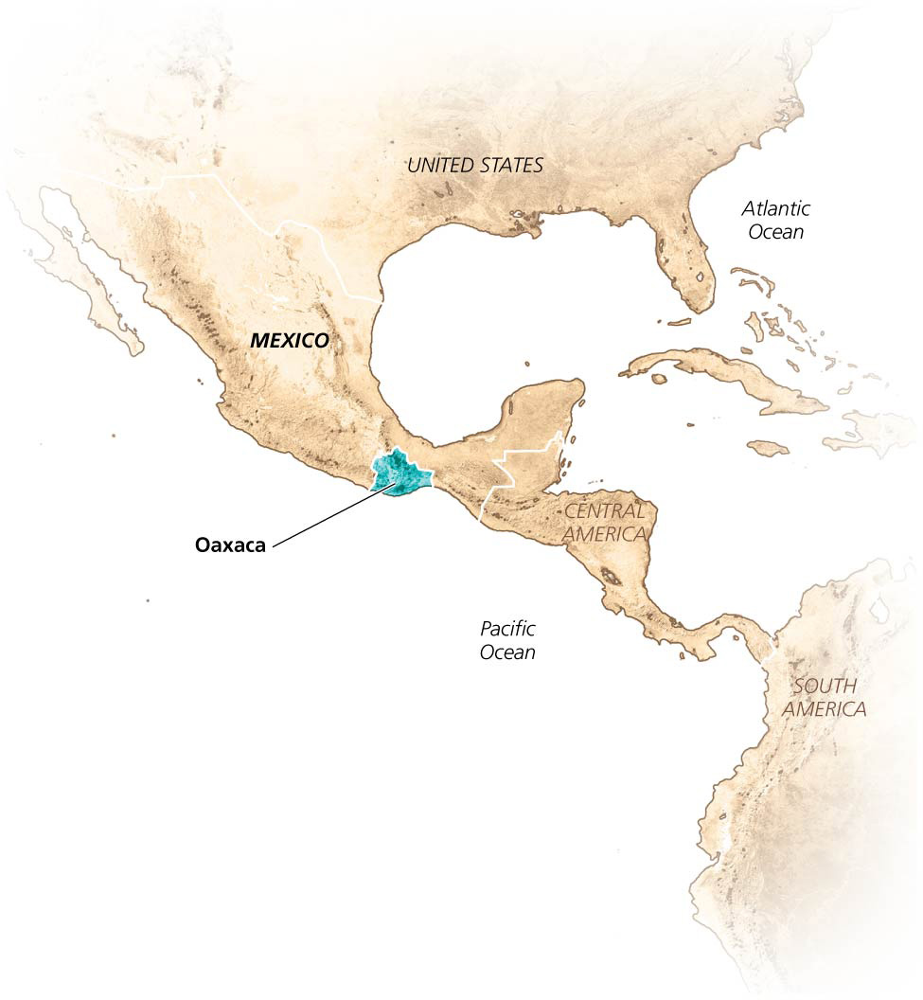 UNITED STATES
Atlantic
Ocean
MEXICO
CENTRAL
AMERICA
Oaxaca
Pacific
Ocean
SOUTH
AMERICA